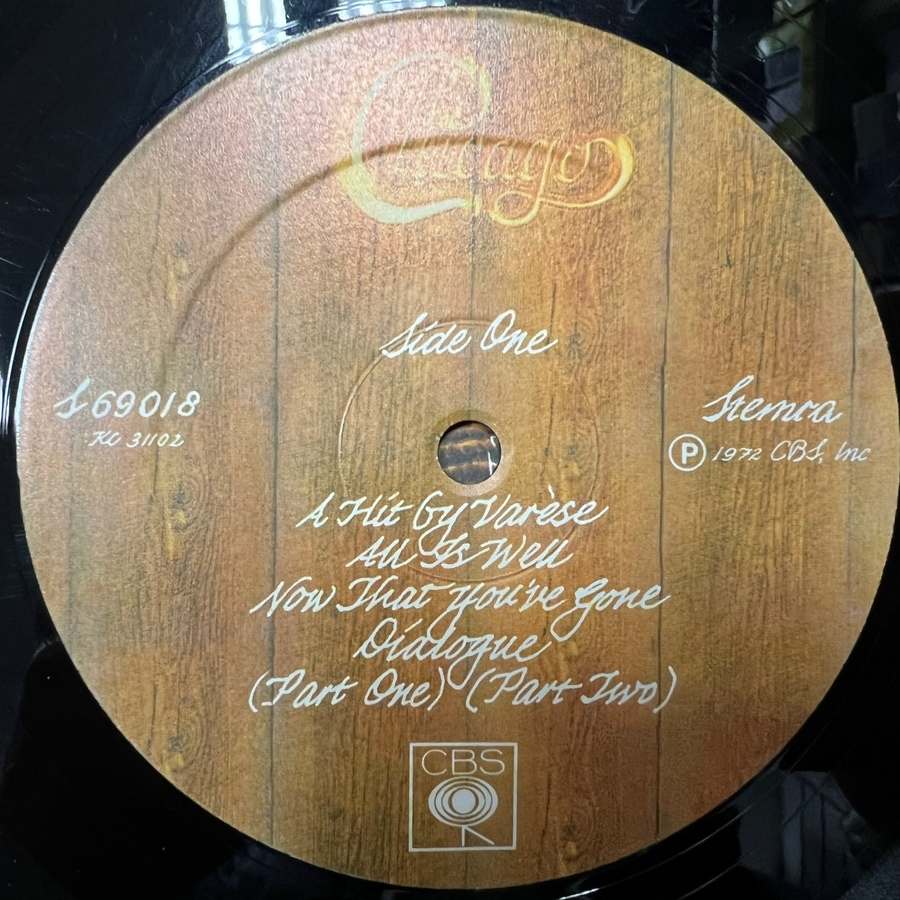 Chicago
Side One
S 69018
KC 31102
Stemra
Ⓟ 1972 CBS, Inc
A Hit By Varèse
All Is Well
Now That You've Gone
Dialogue
(Part One) (Part Two)
CBS